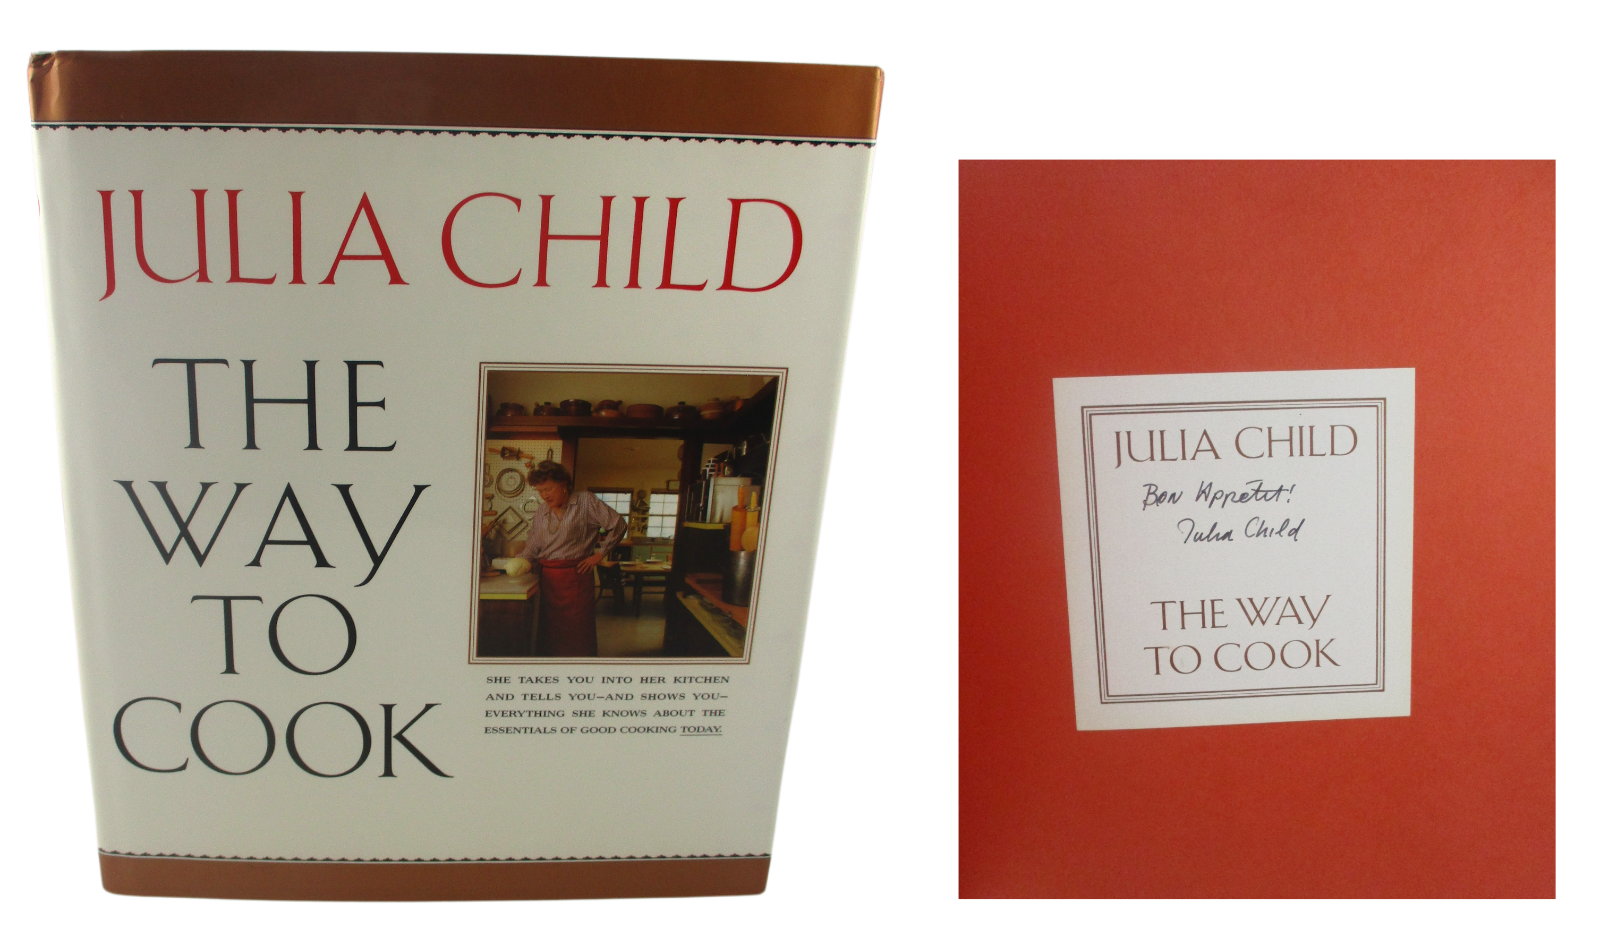 JULIA CHILD
THE
WAY
TO
COOK
SHE TAKES YOU INTO HER KITCHEN
AND TELLS YOU—AND SHOWS YOU—
EVERYTHING SHE KNOWS ABOUT THE
ESSENTIALS OF GOOD COOKING TODAY.
JULIA CHILD
Bon Appétit!
Julia Child
THE WAY
TO COOK